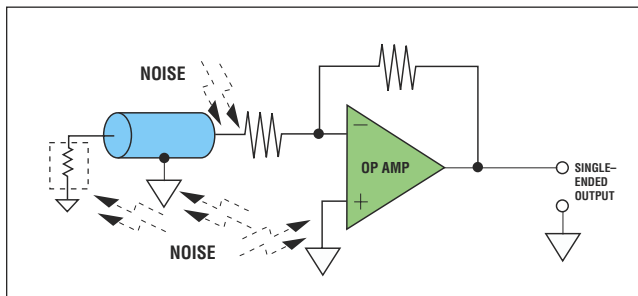 NOISE
OP AMP
−
+
SINGLE–
ENDED
OUTPUT
NOISE